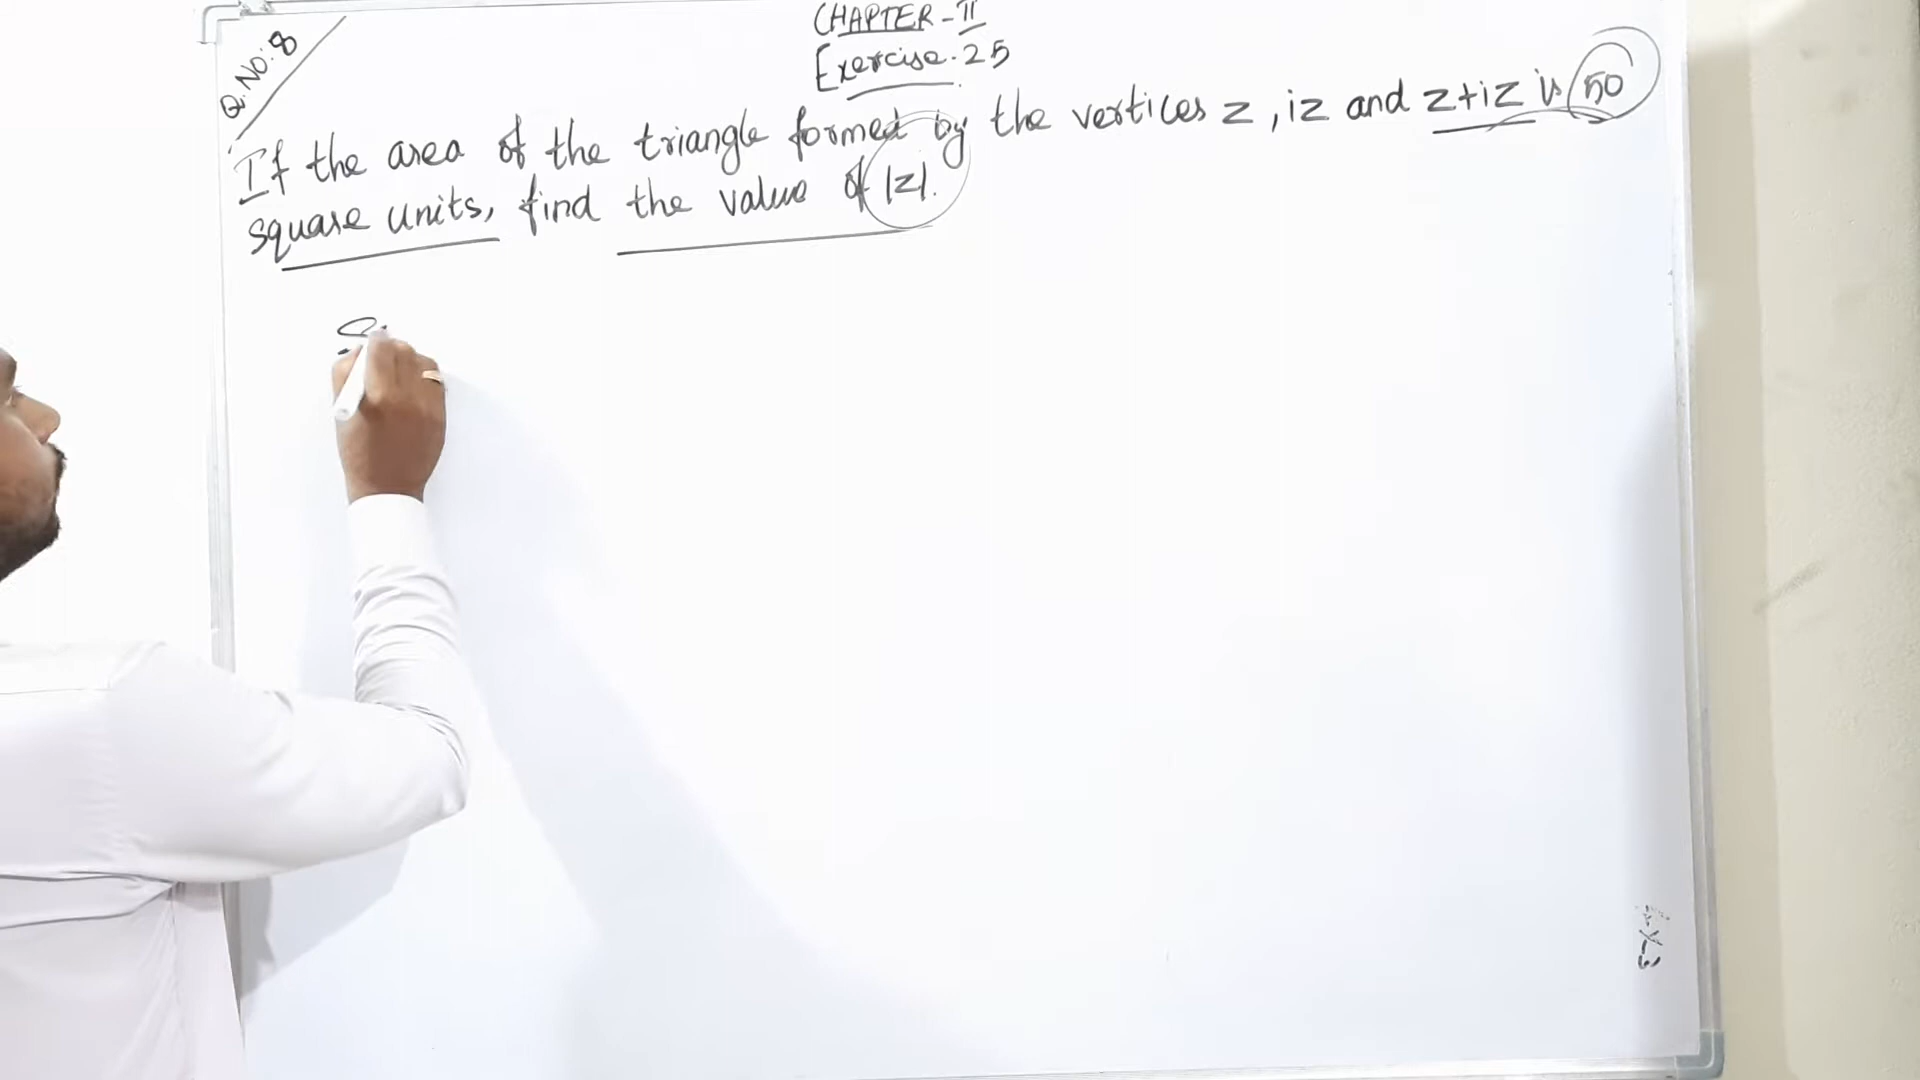 CHAPTER-II
Exercise. 2.5
Q.No:8
If the area of the triangle formed by the vertices z, iz and z+iz is 50
square units, find the value of |z|.